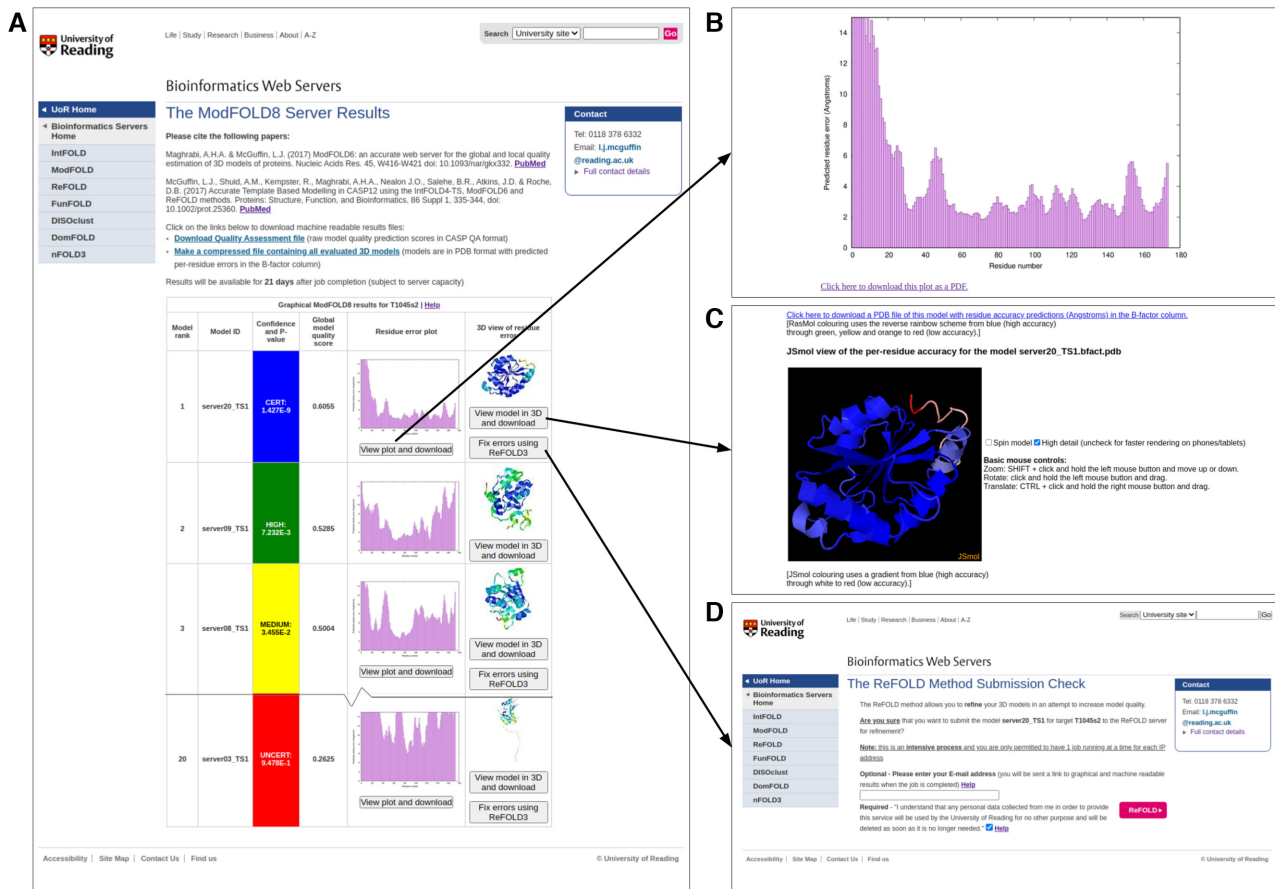 A
University of
Reading
Life | Study | Research | Business | About | A-Z
Search University site Go
Bioinformatics Web Servers
UoR Home
Bioinformatics Servers
Home
IntFOLD
ModFOLD
ReFOLD
FunFOLD
DISOclust
DomFOLD
nFOLD3
The ModFOLD8 Server Results
Please cite the following papers:
Maghrabi, A.H.A. & McGuffin, L.J. (2017) ModFOLD6: an accurate web server for the global and local quality
estimation of 3D models of proteins. Nucleic Acids Res. 45, W416-W421 doi: 10.1093/nar/gkx332. PubMed
McGuffin, L.J., Shuid, A.M., Kempster, R., Maghrabi, A.H.A., Nealon J.O., Salehe, B.R., Atkins, J.D. & Roche,
D.B. (2017) Accurate Template Based Modelling in CASP12 using the IntFOLD4-TS, ModFOLD6 and
ReFOLD methods. Proteins: Structure, Function, and Bioinformatics, 86 Suppl 1, 335-344, doi:
10.1002/prot.25360. PubMed
Click on the links below to download machine readable results files:
Download Quality Assessment file (raw model quality prediction scores in CASP QA format)
Make a compressed file containing all evaluated 3D models (models are in PDB format with predicted
per-residue errors in the B-factor column)
Results will be available for 21 days after job completion (subject to server capacity)
Contact
Tel: 0118 378 6332
Email: l.j.mcguffin
@reading.ac.uk
Full contact details
Graphical ModFOLD8 results for T1045s2 | Help
Model
rank
Model ID
Confidence
and P-
value
Global
model
quality
score
Residue error plot
3D view of residue
error
1
server20_TS1
CERT:
1.427E-9
0.6055
View plot and download
View model in 3D
and download
Fix errors using
ReFOLD3
2
server09_TS1
HIGH:
7.232E-3
0.5285
View model in 3D
and download
3
server08_TS1
MEDIUM:
3.455E-2
0.5004
View plot and download
View model in 3D
and download
Fix errors using
ReFOLD3
20
server03_TS1
UNCERT:
9.478E-1
0.2625
View plot and download
View model in 3D
and download
Fix errors using
ReFOLD3
Accessibility | Site Map | Contact Us | Find us
© University of Reading
B
Predicted residue error (Angstroms)
14
12
10
8
6
4
2
0
0 20 40 60 80 100 120 140 160 180
Residue number
Click here to download this plot as a PDF.
C
Click here to download a PDB file of this model with residue accuracy predictions (Angstroms) in the B-factor column.
[RasMol colouring uses the reverse rainbow scheme from blue (high accuracy)
through green, yellow and orange to red (low accuracy).]
JSmol view of the per-residue accuracy for the model server20_TS1.bfact.pdb
JSmol
Spin model High detail (uncheck for faster rendering on phones/tablets)
Basic mouse controls:
Zoom: SHIFT + click and hold the left mouse button and move up or down.
Rotate: click and hold the left mouse button and drag.
Translate: CTRL + click and hold the right mouse button and drag.
[JSmol colouring uses a gradient from blue (high accuracy)
through white to red (low accuracy).]
D
University of
Reading
Life | Study | Research | Business | About | A-Z
Search University site Go
Bioinformatics Web Servers
UoR Home
Bioinformatics Servers
Home
IntFOLD
ModFOLD
ReFOLD
FunFOLD
DISOclust
DomFOLD
nFOLD3
The ReFOLD Method Submission Check
The ReFOLD method allows you to refine your 3D models in an attempt to increase model quality.
Are you sure that you want to submit the model server20_TS1 for target T1045s2 to the ReFOLD server
for refinement?
Note: this is an intensive process and you are only permitted to have 1 job running at a time for each IP
address
Optional - Please enter your E-mail address (you will be sent a link to graphical and machine readable
results when the job is completed) Help
Required - "I understand that any personal data collected from me in order to provide
this service will be used by the University of Reading for no other purpose and will be
deleted as soon as it is no longer needed." Help
ReFOLD
Contact
Tel: 0118 378 6332
Email: l.j.mcguffin
@reading.ac.uk
Full contact details
Accessibility | Site Map | Contact Us | Find us
© University of Reading